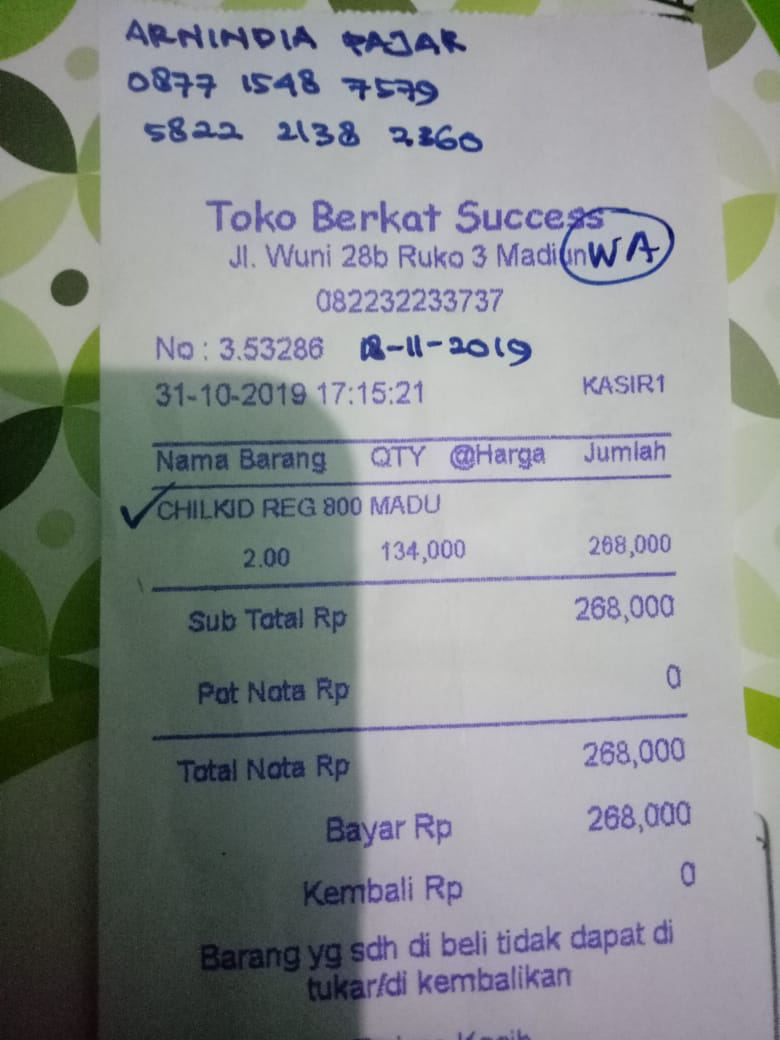 ARNINDIA FAJAR
0877 1548 7579
5822 2138 2360
Toko Berkat Success
Jl. Wuni 28b Ruko 3 Madiun WA
082232233737
No : 3.53286 18-11-2019
31-10-2019 17:15:21 KASIR1
Nama Barang QTY @Harga Jumlah
CHILKID REG 800 MADU
2.00 134,000 268,000
Sub Total Rp 268,000
Pot Nota Rp 0
Total Nota Rp 268,000
Bayar Rp 268,000
Kembali Rp 0
Barang yg sdh di beli tidak dapat di
tukar/di kembalikan